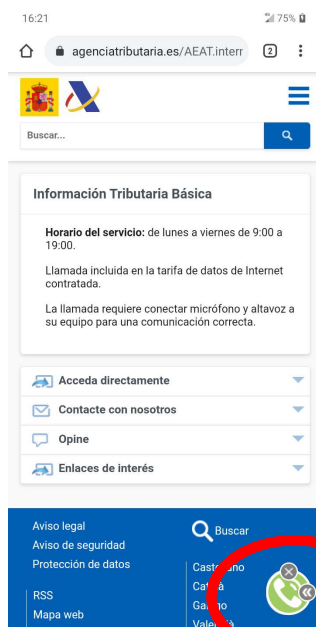 16:21
75%
agenciatributaria.es/AEAT.interr
2
Buscar...
Información Tributaria Básica
Horario del servicio: de lunes a viernes de 9:00 a
19:00.
Llamada incluida en la tarifa de datos de Internet
contratada.
La llamada requiere conectar micrófono y altavoz a
su equipo para una comunicación correcta.
Acceda directamente
Contacte con nosotros
Opine
Enlaces de interés
Aviso legal
Aviso de seguridad
Protección de datos
RSS
Mapa web
Buscar